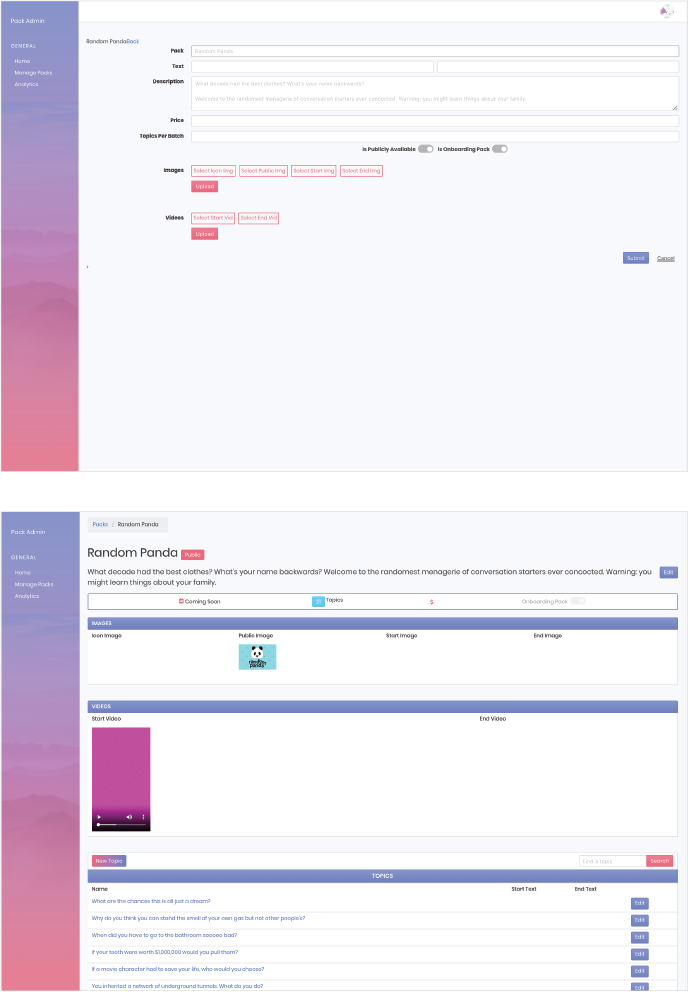 Pack Admin
GENERAL
Home
Manage Packs
Analytics
Random PandaBack
Pack
Random Panda
Text
Description
What decade had the best clothes? What's your name backwards?
Welcome to the randomest menagerie of conversation starters ever concocted. Warning: you might learn things about your family.
Price
Topics Per Batch
Is Publicly Available
Is Onboarding Pack
Images
Select Icon Img
Select Public Img
Select Start Img
Select End Img
Upload
Videos
Select Start Vid
Select End Vid
Upload
Submit
Cancel
Pack Admin
GENERAL
Home
Manage Packs
Analytics
Packs / Random Panda
Random Panda Public
What decade had the best clothes? What's your name backwards? Welcome to the randomest menagerie of conversation starters ever concocted. Warning: you
might learn things about your family.
Edit
Coming Soon
Topics
$
Onboarding Pack
IMAGES
Icon Image
Public Image
Start Image
End Image
VIDEOS
Start Video
End Video
New Topic
Find a topic
Search
TOPICS
Name
Start Text
End Text
What are the chances this is all just a dream?
Edit
Why do you think you can stand the smell of your own gas but not other people's?
Edit
When did you have to go to the bathroom sooooo bad?
Edit
If your teeth were worth $1,000,000 would you pull them?
Edit
If a movie character had to save your life, who would you choose?
Edit
You inherited a network of underground tunnels. What do you do?
Edit